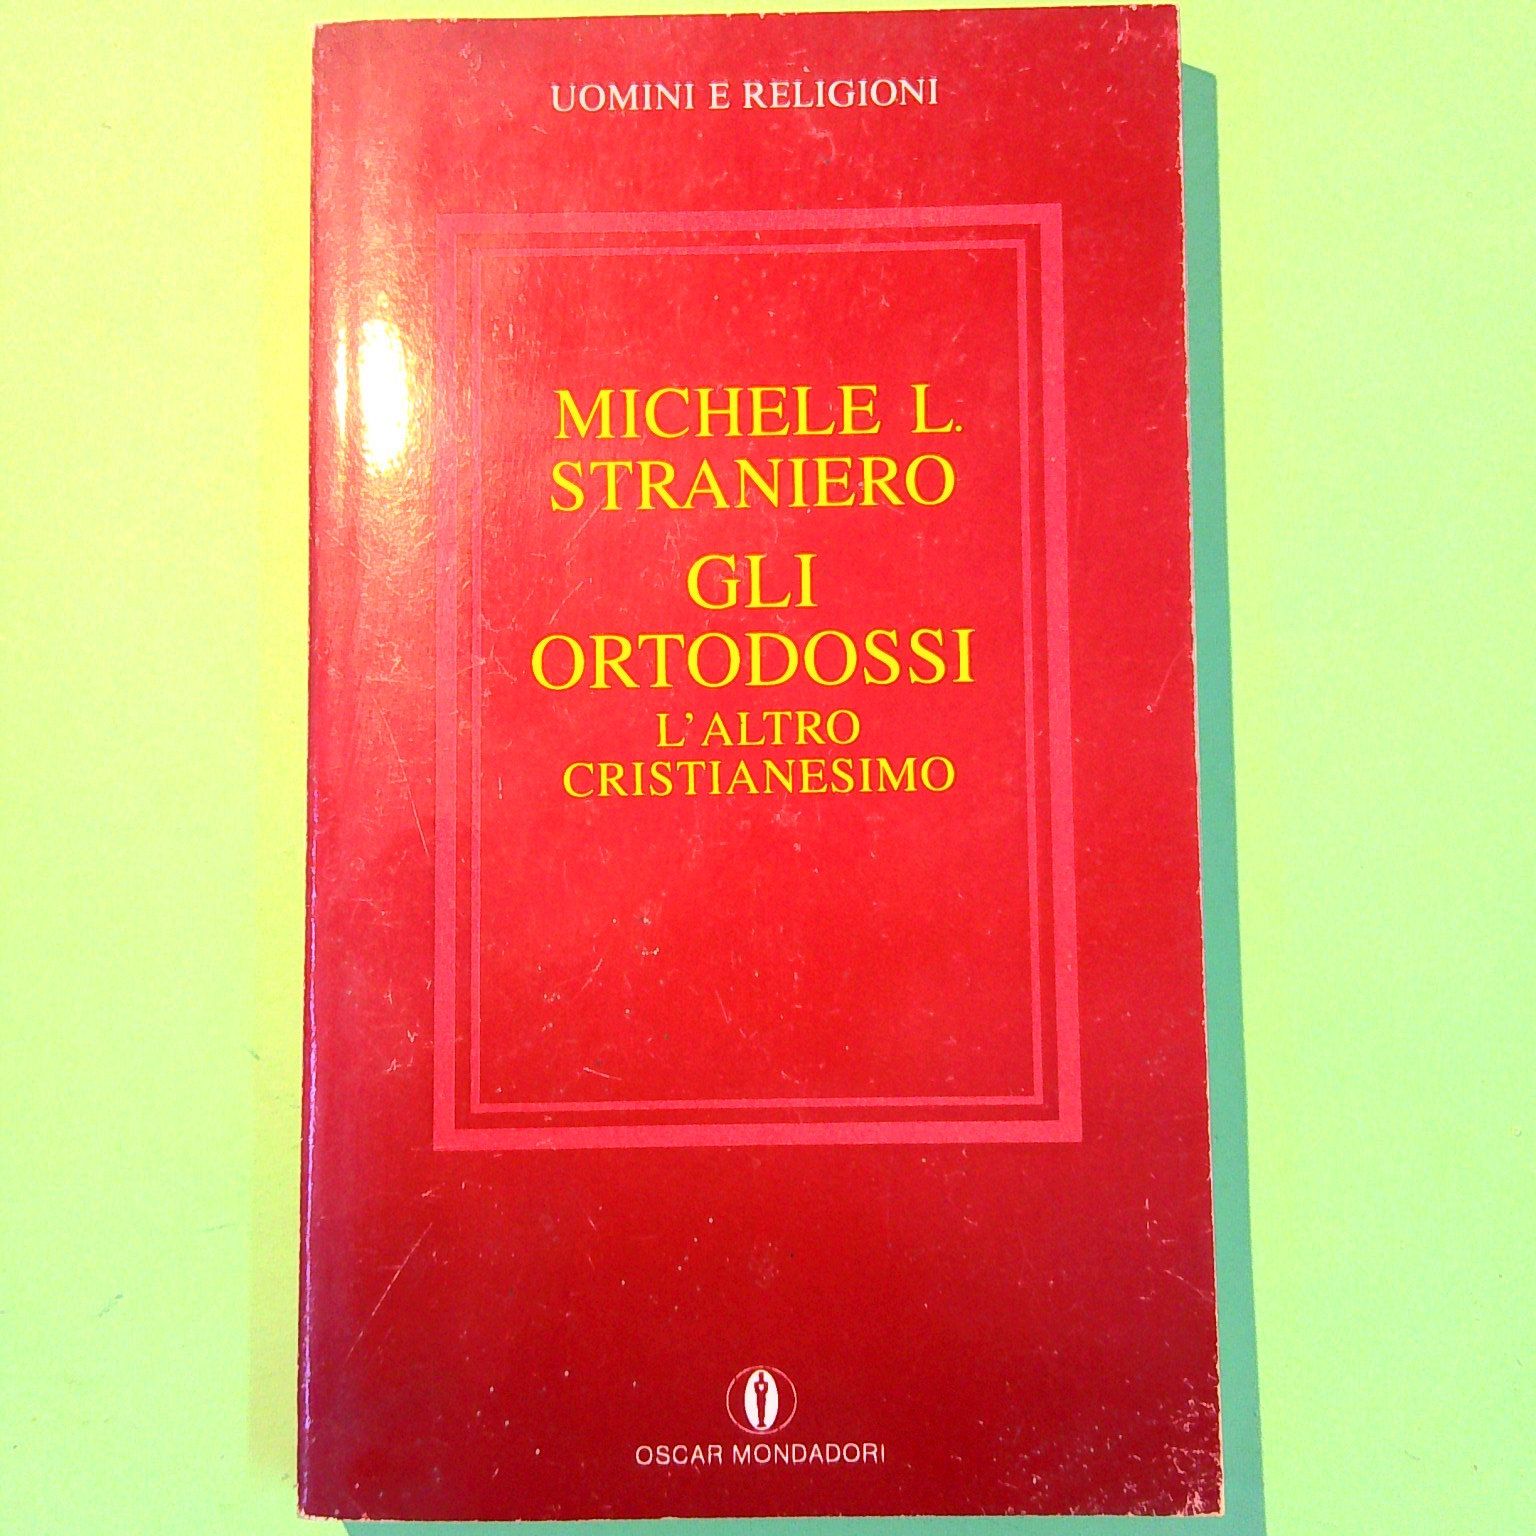 UOMINI E RELIGIONI
MICHELE L.
STRANIERO
GLI
ORTODOSSI
L'ALTRO
CRISTIANESIMO
OSCAR MONDADORI